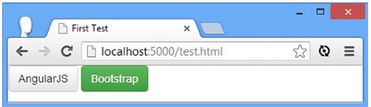 First Test
localhost:5000/test.html
AngularJS Bootstrap